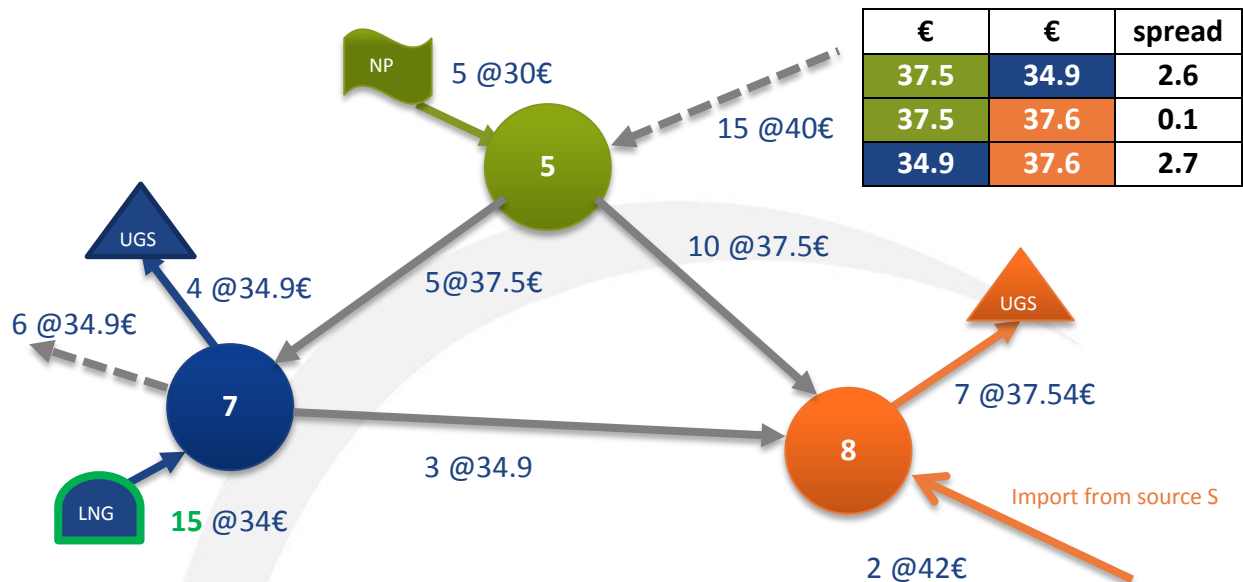 € € spread
37.5 34.9 2.6
37.5 37.6 0.1
34.9 37.6 2.7
NP
5 @30€
15 @40€
5
UGS
4 @34.9€
6 @34.9€
5@37.5€
10 @37.5€
UGS
7 @37.54€
7
3 @34.9
8
LNG
15 @34€
Import from source S
2 @42€